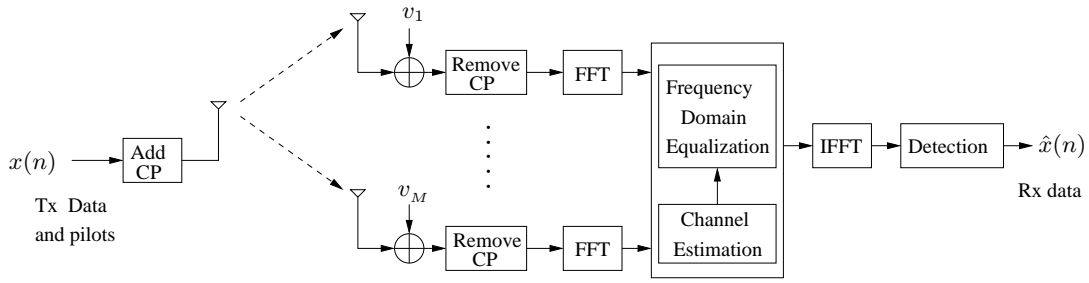 x(n)
Add
CP
Tx Data
and pilots
v1
Remove
CP
FFT
vM
Remove
CP
FFT
Frequency
Domain
Equalization
Channel
Estimation
IFFT
Detection
x̂(n)
Rx data